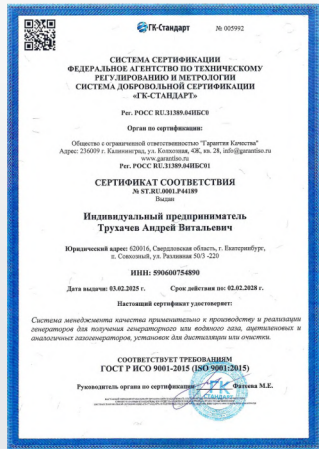 ГК-Стандарт
№ 005992
СИСТЕМА СЕРТИФИКАЦИИ
ФЕДЕРАЛЬНОЕ АГЕНТСТВО ПО ТЕХНИЧЕСКОМУ
РЕГУЛИРОВАНИЮ И МЕТРОЛОГИИ
СИСТЕМА ДОБРОВОЛЬНОЙ СЕРТИФИКАЦИИ
«ГК-СТАНДАРТ»
Рег. РОСС RU.31389.04ИБС0
Орган по сертификации:
Общество с ограниченной ответственностью "Гарантия Качества"
Адрес: 236009 г. Калининград, ул. Колхозная, 4Ж, кв. 28, info@garantiso.ru
www.garantiso.ru
Рег. РОСС RU.31389.04ИБС01
СЕРТИФИКАТ СООТВЕТСТВИЯ
№ ST.RU.0001.P44189
Выдан
Индивидуальный предприниматель
Трухачев Андрей Витальевич
Юридический адрес: 620016, Свердловская область, г. Екатеринбург,
п. Совхозный, ул. Разливная 50/3 -220
ИНН: 590600754890
Дата выдачи: 03.02.2025 г. Срок действия по: 02.02.2028 г.
Настоящий сертификат удостоверяет:
Система менеджмента качества применительно к производству и реализации
генераторов для получения генераторного или водяного газа, ацетиленовых и
аналогичных газогенераторов, установок для дистилляции или очистки.
СООТВЕТСТВУЕТ ТРЕБОВАНИЯМ
ГОСТ Р ИСО 9001-2015 (ISO 9001:2015)
Руководитель органа по сертификации Фатеева М.Е.
ГК
СТАНДАРТ